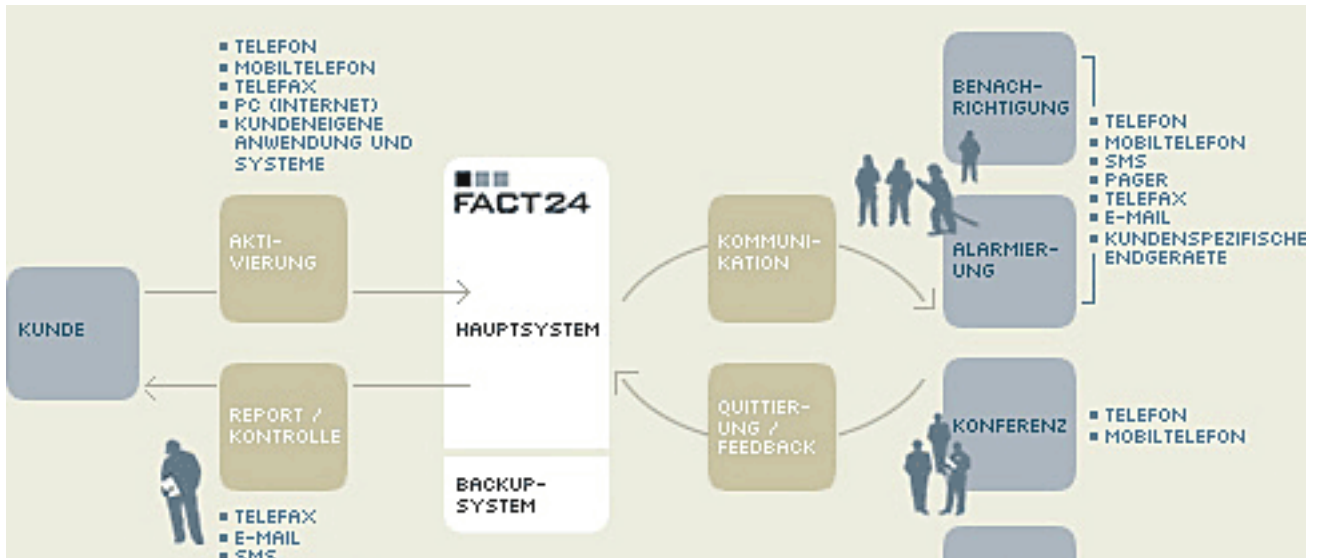 TELEFON
MOBILTELEFON
TELEFAX
PC (INTERNET)
KUNDENEIGENE
ANWENDUNG UND
SYSTEME
KUNDE
AKTI-
VIERUNG
REPORT /
KONTROLLE
TELEFAX
E-MAIL
SMS
FACT24
HAUPTSYSTEM
BACKUP-
SYSTEM
KOMMUNI-
KATION
QUITTIER-
UNG /
FEEDBACK
BENACH-
RICHTIGUNG
ALARMIER-
UNG
TELEFON
MOBILTELEFON
SMS
PAGER
TELEFAX
E-MAIL
KUNDENSPEZIFISCHE
ENDGERAETE
KONFERENZ
TELEFON
MOBILTELEFON